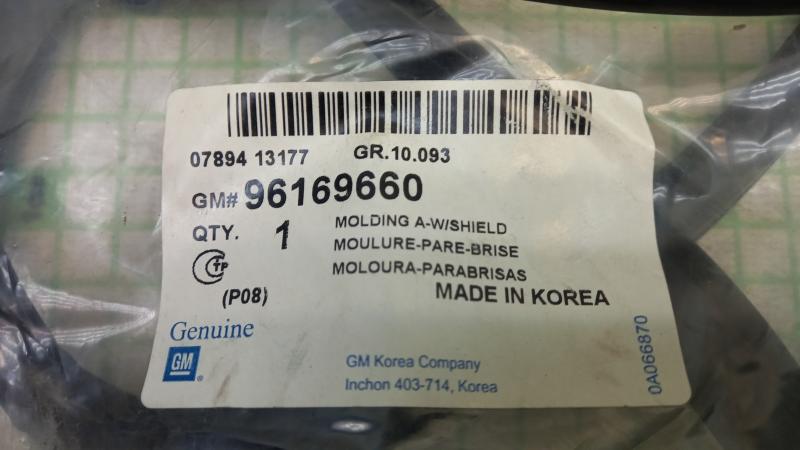 07894 13177 GR.10.093
GM# 96169660
QTY. 1
MOLDING A-W/SHIELD
MOULURE-PARE-BRISE
MOLOURA-PARABRISAS
MADE IN KOREA
(P08)
Genuine
GM
GM Korea Company
Inchon 403-714, Korea
0A066870